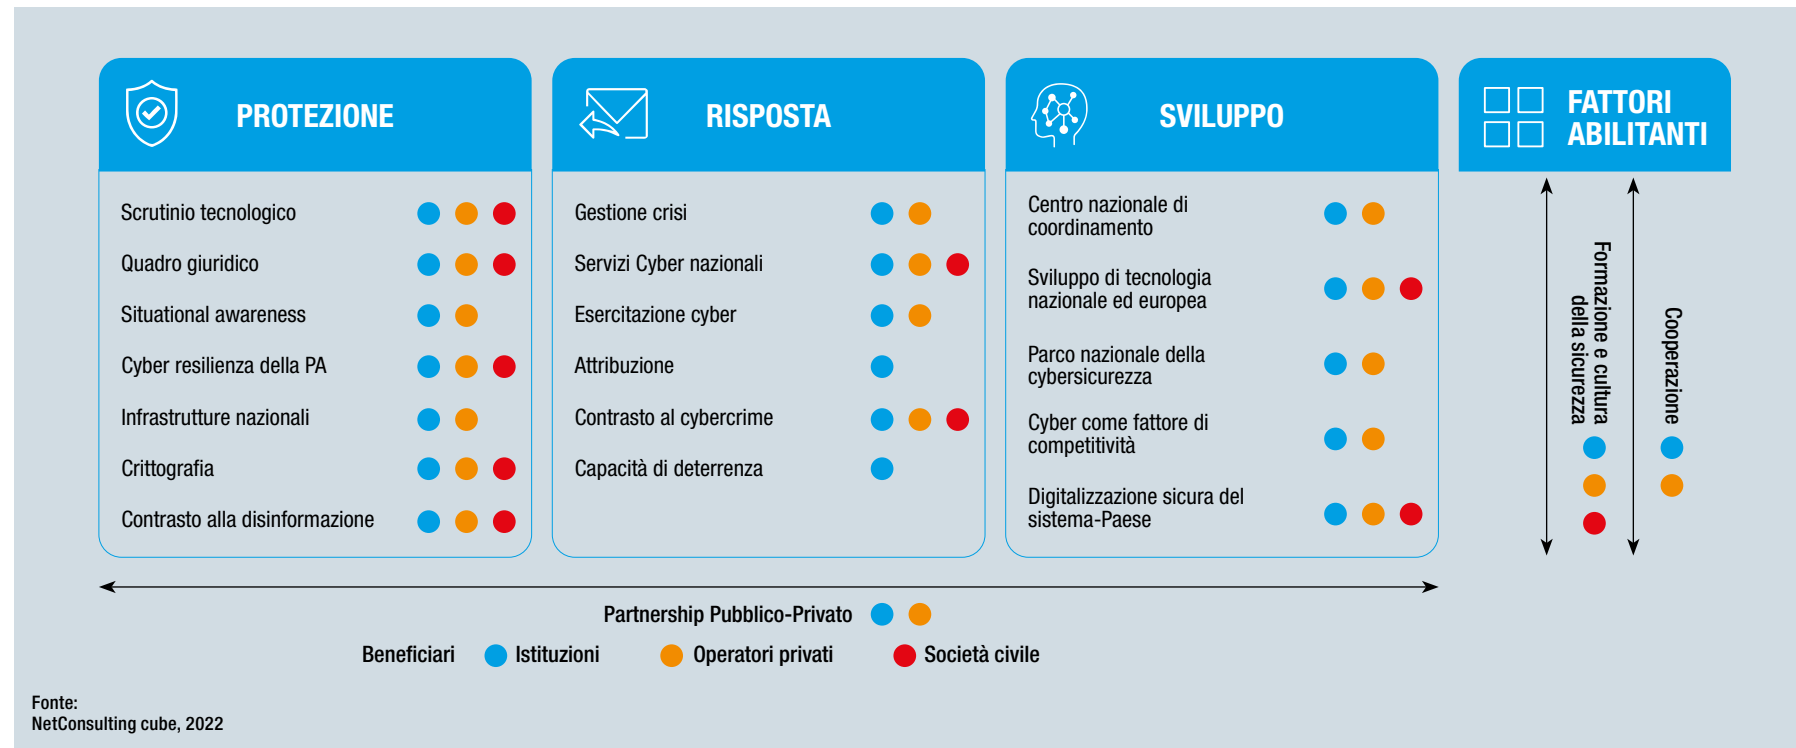 PROTEZIONE
Scrutinio tecnologico
Quadro giuridico
Situational awareness
Cyber resilienza della PA
Infrastrutture nazionali
Crittografia
Contrasto alla disinformazione
RISPOSTA
Gestione crisi
Servizi Cyber nazionali
Esercitazione cyber
Attribuzione
Contrasto al cybercrime
Capacità di deterrenza
SVILUPPO
Centro nazionale di
coordinamento
Sviluppo di tecnologia
nazionale ed europea
Parco nazionale della
cybersicurezza
Cyber come fattore di
competitività
Digitalizzazione sicura del
sistema-Paese
FATTORI
ABILITANTI
Formazione e cultura
della sicurezza
Cooperazione
Partnership Pubblico-Privato
Beneficiari Istituzioni Operatori privati Società civile
Fonte:
NetConsulting cube, 2022